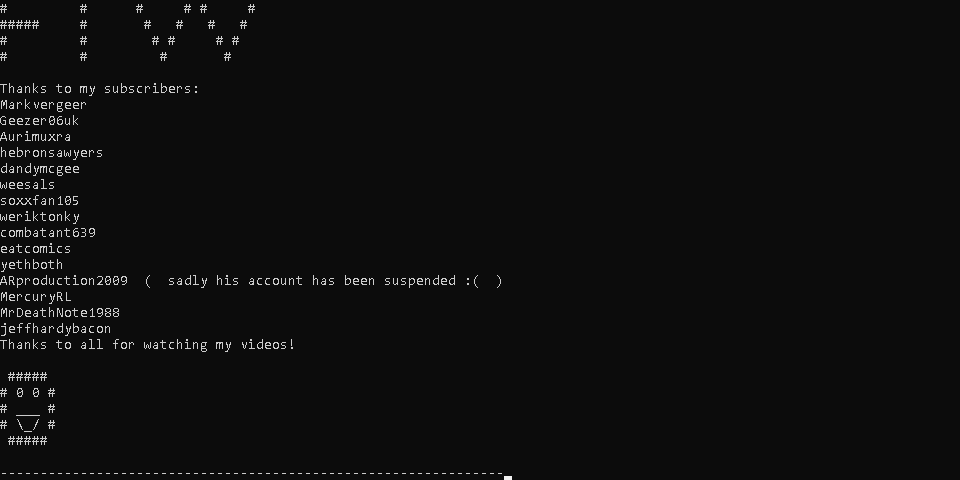 #         #      #     # #     #
#####     #       #   #   #   #
#         #        # #     # #
#         #         #       #
Thanks to my subscribers:
Markvergeer
Geezer06uk
Aurimuxra
hebronsawyers
dandymcgee
weesals
soxxfan105
weriktonky
combatant639
eatcomics
yethboth
ARproduction2009  (  sadly his account has been suspended :(  )
MercuryRL
MrDeathNote1988
jeffhardybacon
Thanks to all for watching my videos!
 #####
# 0 0 #
# ___ #
# \_/ #
 #####
---------------------------------------------------------------